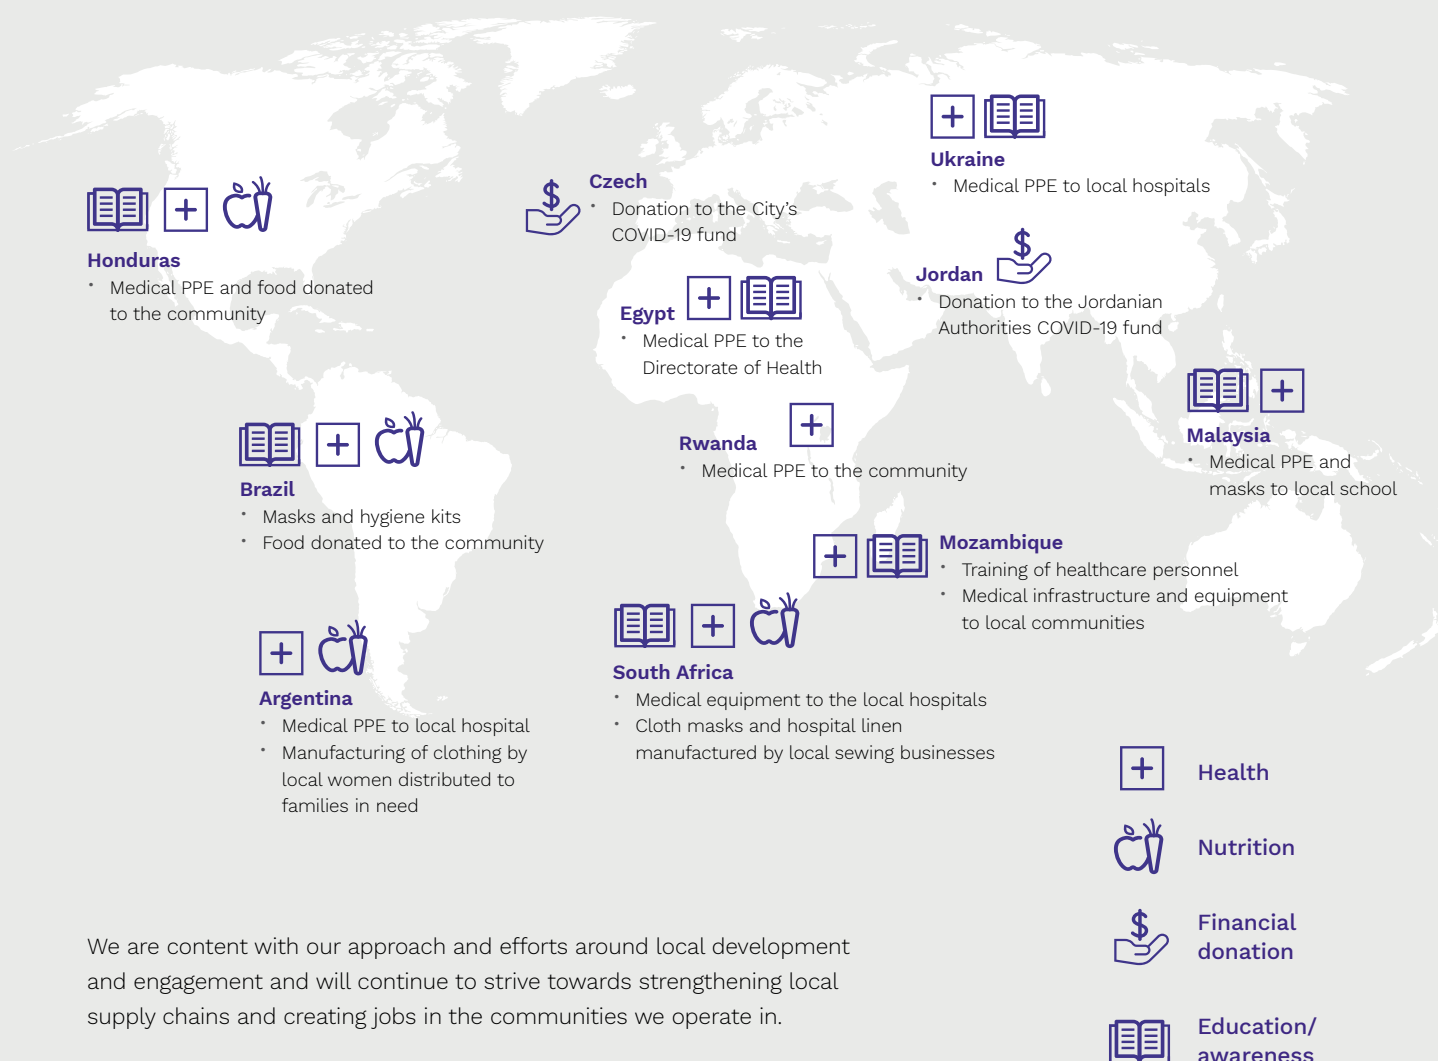 Ukraine
• Medical PPE to local hospitals
Czech
• Donation to the City’s
COVID-19 fund
Honduras
• Medical PPE and food donated
to the community
Jordan
• Donation to the Jordanian
Authorities COVID-19 fund
Egypt
• Medical PPE to the
Directorate of Health
Malaysia
• Medical PPE and
masks to local school
Rwanda
• Medical PPE to the community
Brazil
• Masks and hygiene kits
• Food donated to the community
Mozambique
• Training of healthcare personnel
• Medical infrastructure and equipment
to local communities
South Africa
• Medical equipment to the local hospitals
• Cloth masks and hospital linen
manufactured by local sewing businesses
Argentina
• Medical PPE to local hospital
• Manufacturing of clothing by
local women distributed to
families in need
Health
Nutrition
Financial
donation
Education/
awareness
We are content with our approach and efforts around local development
and engagement and will continue to strive towards strengthening local
supply chains and creating jobs in the communities we operate in.